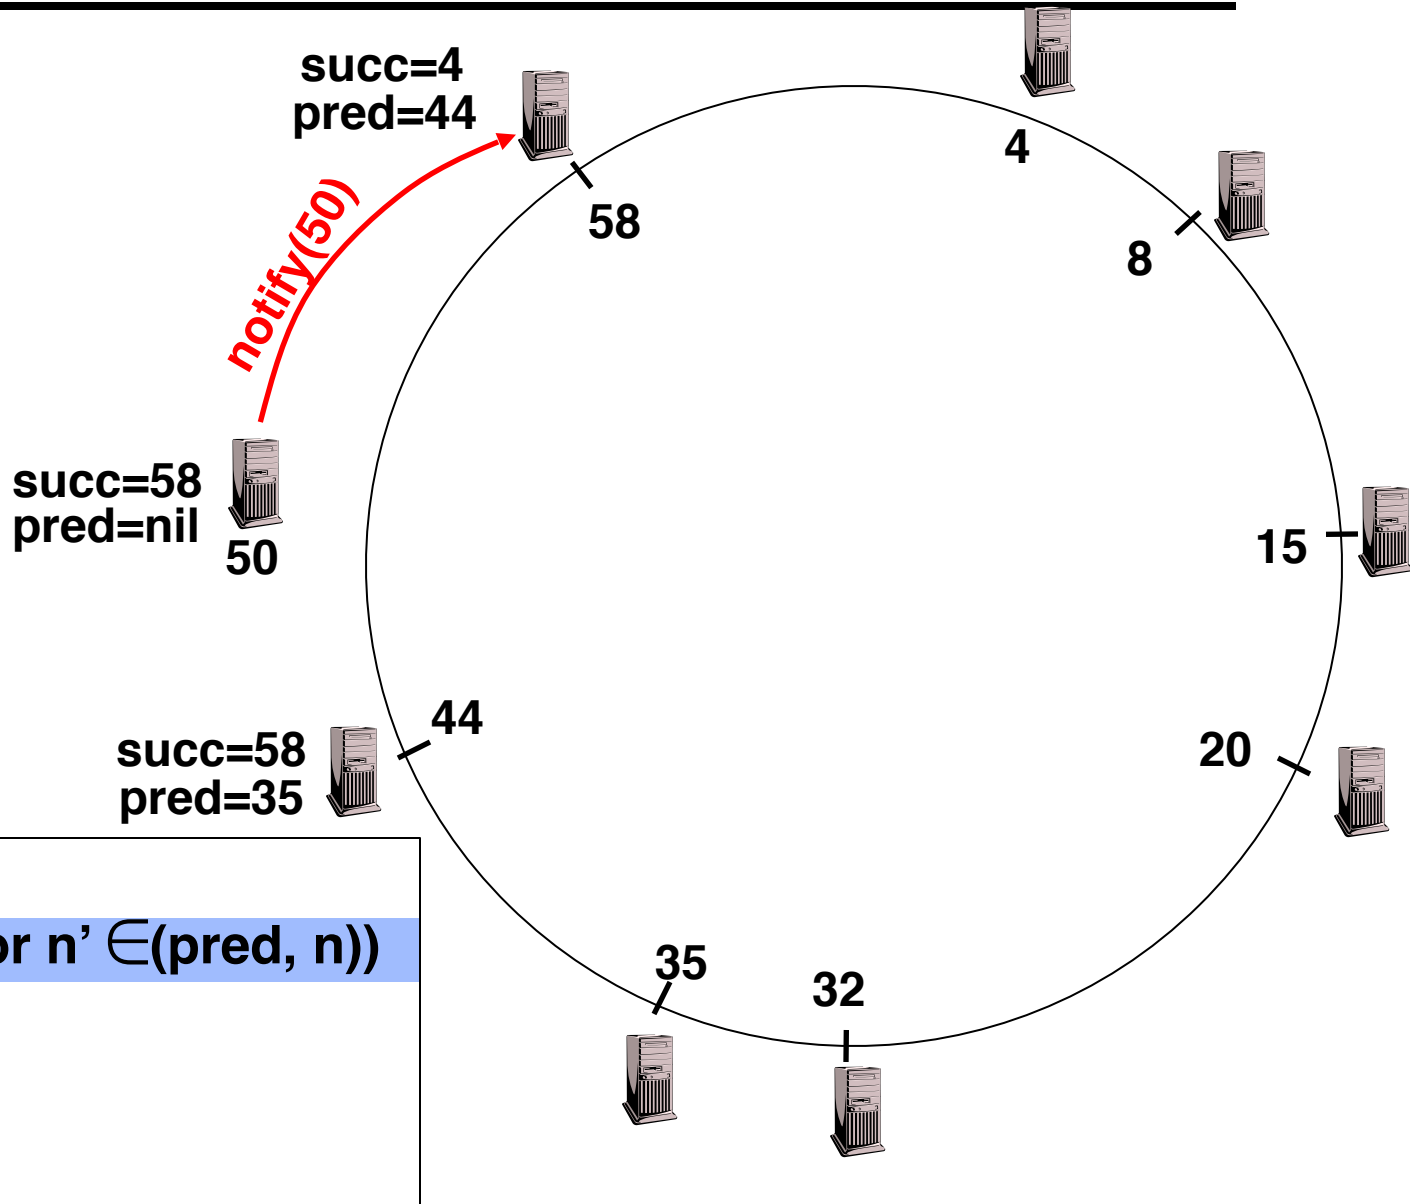 succ=4
pred=44
4
58
8
notify(50)
succ=58
pred=nil
50
15
44
succ=58
pred=35
20
or n’ ∈(pred, n))
35
32